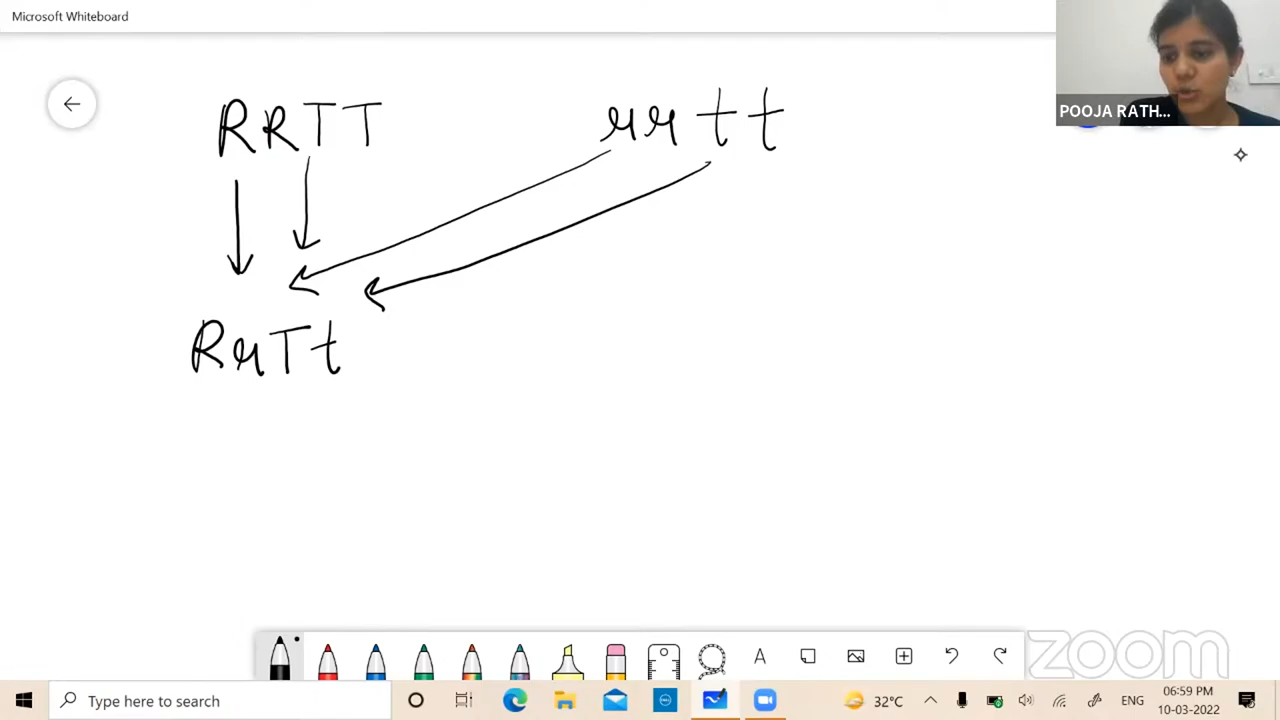 Microsoft Whiteboard
POOJA RATH...
RRTT rrtt
RrTt
A
zoom
Type here to search
32°C
ENG
06:59 PM
10-03-2022